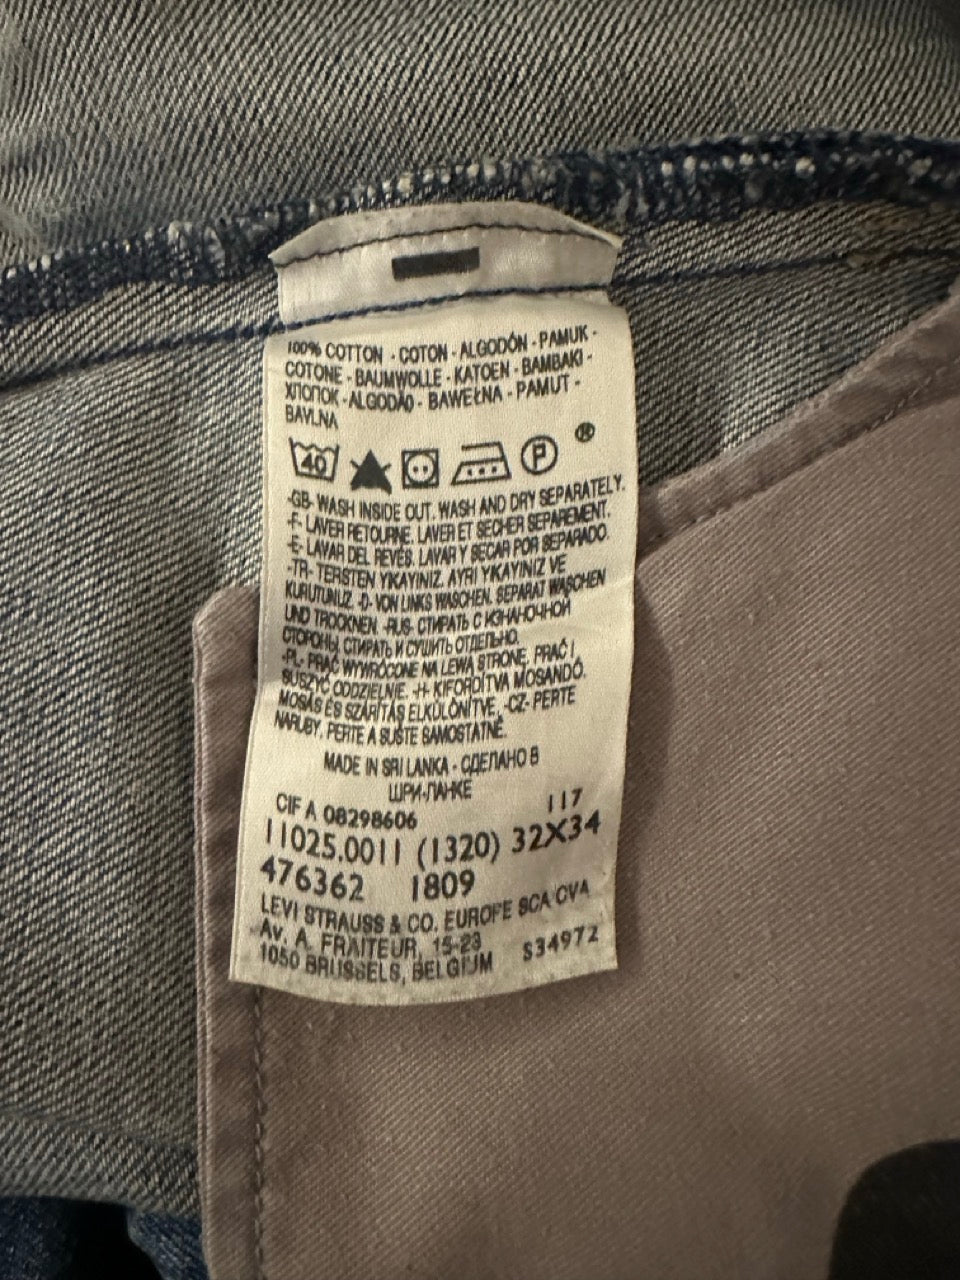 100% COTTON - COTON - ALGODÓN - PAMUK -
COTONE - BAUMWOLLE - KATOEN - BAMBAKI -
ХЛОПОК - ALGODÃO - BAWEŁNA - PAMUT -
BAVLNA
40 P ®
-GB- WASH INSIDE OUT. WASH AND DRY SEPARATELY.
-F- LAVER RETOURNE. LAVER ET SECHER SEPAREMENT.
-E- LAVAR DEL REVÉS. LAVAR Y SECAR POR SEPARADO.
-TR- TERSTEN YKAYINIZ. AYRI YKAYINIZ VE
KURUTUNUZ. -D- VON LINKS WASCHEN. SEPARAT WASCHEN
UND TROCKNEN. -RUS- СТИРАТЬ С ИЗНАНОЧНОЙ
СТОРОНЫ. СТИРАТЬ И СУШИТЬ ОТДЕЛЬНО.
-PL- PRAĆ WYWRÓCONE NA LEWĄ STRONĘ, PRAĆ I
SUSZYĆ ODDZIELNIE. -H- KIFORDÍTVA MOSANDÓ.
MOSÁS ÉS SZÁRÍTÁS ELKÜLÖNÍTVE. -CZ- PERTE
NARUBY. PERTE A SUŠTE SAMOSTATNĚ.
MADE IN SRI LANKA - СДЕЛАНО В
ШРИ-ЛАНКЕ
CIF A 08298606 117
11025.0011 (1320) 32X34
476362 1809
LEVI STRAUSS & CO. EUROPE SCA/CVA
Av. A. FRAITEUR, 15-23
1050 BRUSSELS, BELGIUM S34972